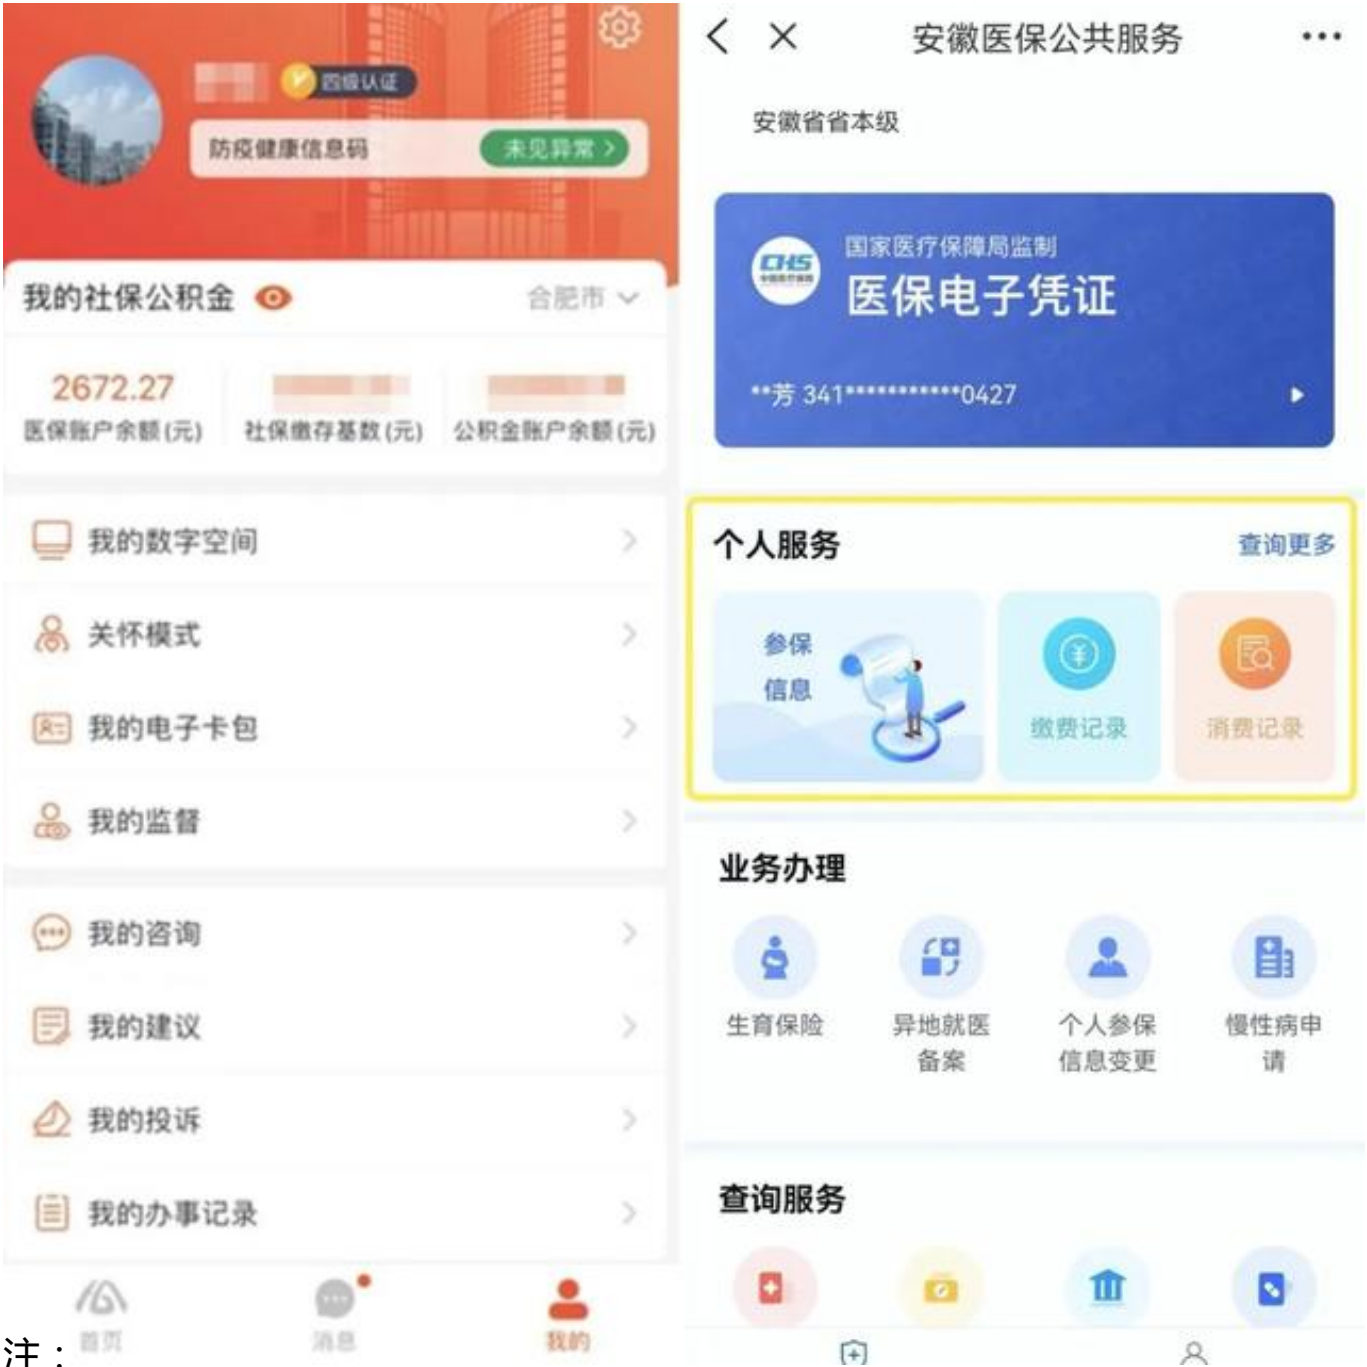 四级认证
防疫健康信息码
未见异常 >
我的社保公积金
合肥市
2672.27
医保账户余额(元)
社保缴存基数(元)
公积金账户余额(元)
我的数字空间
关怀模式
我的电子卡包
我的监督
我的咨询
我的建议
我的投诉
我的办事记录
首页
消息
我的
注：
安徽医保公共服务
安徽省省本级
CHS
中国医疗保障
国家医疗保障局监制
医保电子凭证
**芳 341***********0427
个人服务
查询更多
参保
信息
缴费记录
消费记录
业务办理
生育保险
异地就医
备案
个人参保
信息变更
慢性病申
请
查询服务